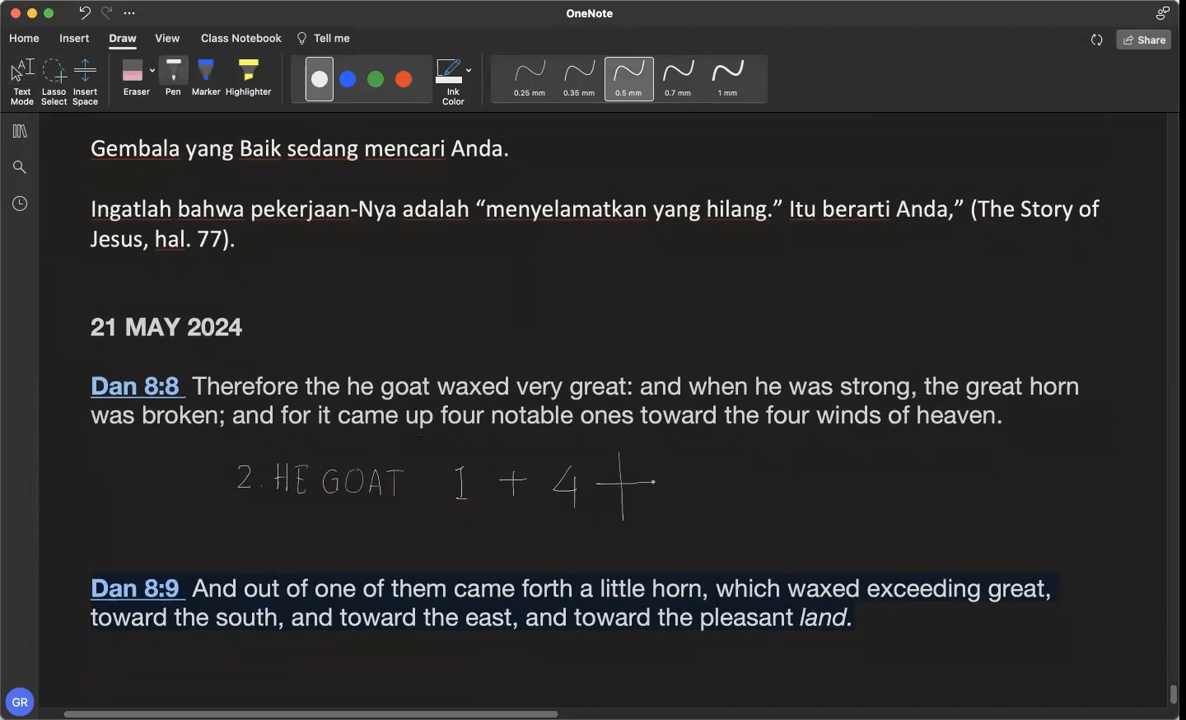 OneNote
Home Insert Draw View Class Notebook Tell me
Share
Text Mode
Lasso Select
Insert Space
Eraser
Pen
Marker
Highlighter
Ink Color
0.25 mm
0.35 mm
0.5 mm
0.7 mm
1 mm
Gembala yang Baik sedang mencari Anda.
Ingatlah bahwa pekerjaan-Nya adalah “menyelamatkan yang hilang.” Itu berarti Anda,” (The Story of
Jesus, hal. 77).
21 MAY 2024
Dan 8:8 Therefore the he goat waxed very great: and when he was strong, the great horn
was broken; and for it came up four notable ones toward the four winds of heaven.
2. HE GOAT 1 + 4
Dan 8:9 And out of one of them came forth a little horn, which waxed exceeding great,
toward the south, and toward the east, and toward the pleasant land.
GR